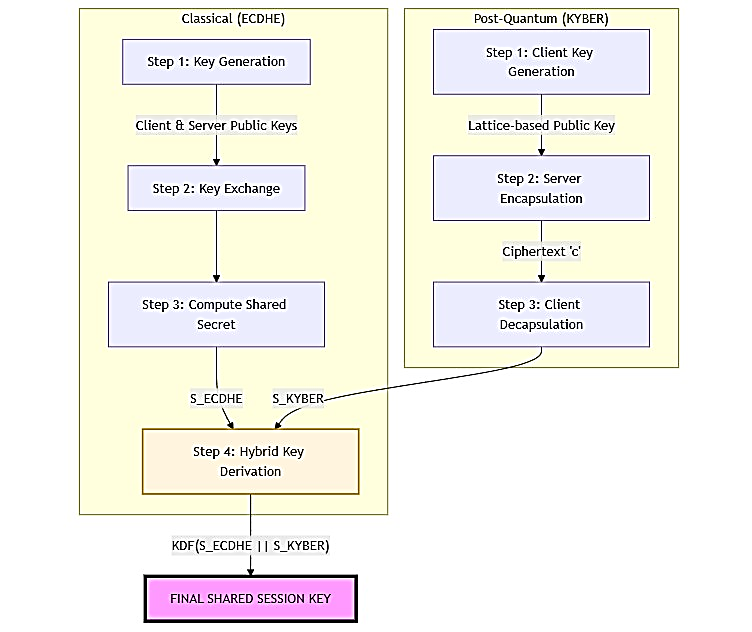 Classical (ECDHE)
Step 1: Key Generation
Client & Server Public Keys
Step 2: Key Exchange
Step 3: Compute Shared
Secret
S_ECDHE
Post-Quantum (KYBER)
Step 1: Client Key
Generation
Lattice-based Public Key
Step 2: Server
Encapsulation
Ciphertext 'c'
Step 3: Client
Decapsulation
S_KYBER
Step 4: Hybrid Key
Derivation
KDF(S_ECDHE || S_KYBER)
FINAL SHARED SESSION KEY